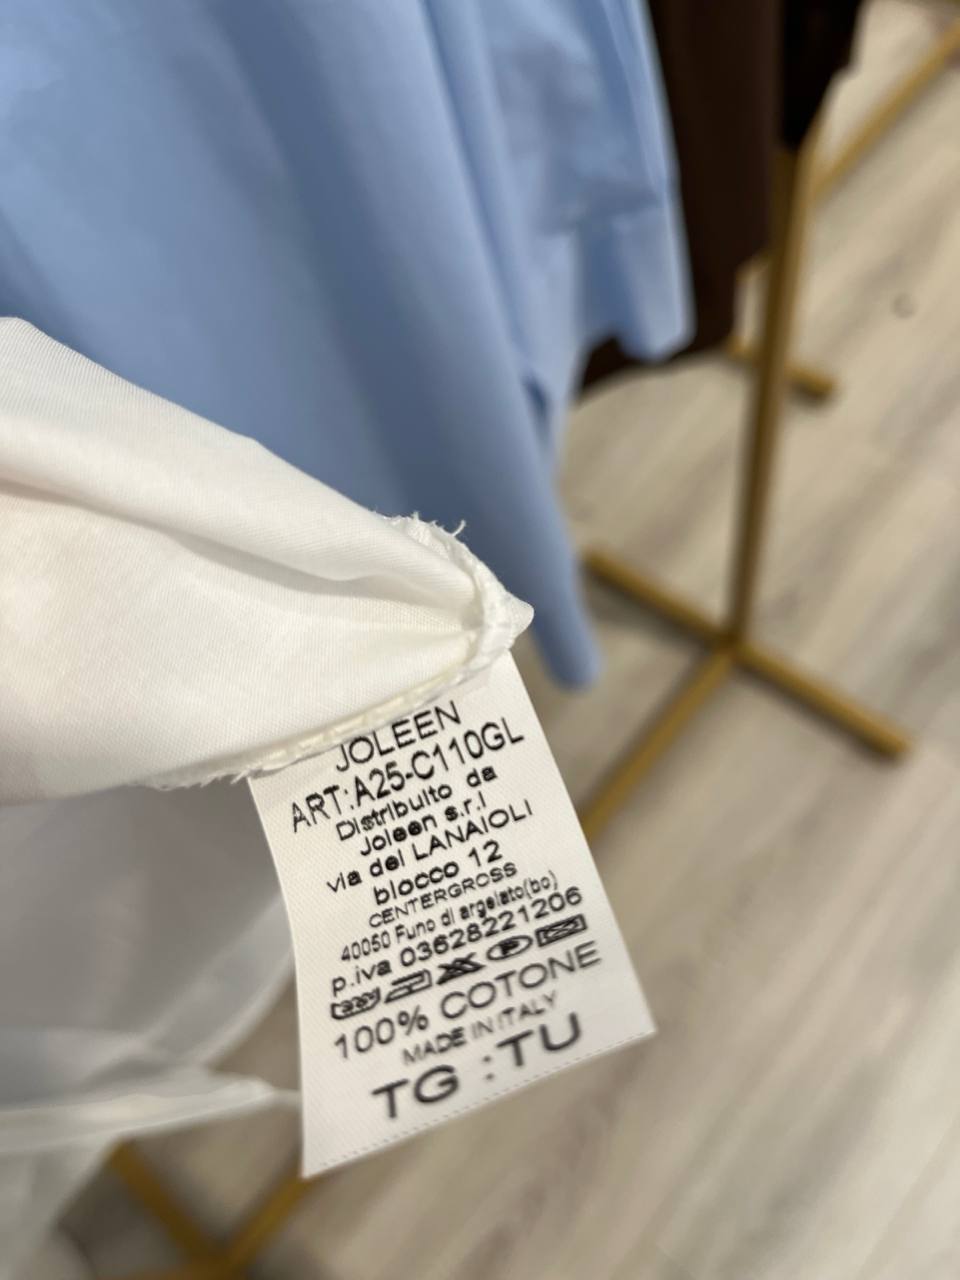 JOLEEN
ART:A25-C110GL
Distribuito da
Joleen s.r.l
via dei LANAIOLI
blocco 12
CENTERGROSS
40050 Funo di argelato(bo)
p.iva 03628221206
100% COTONE
MADE IN ITALY
TG :TU